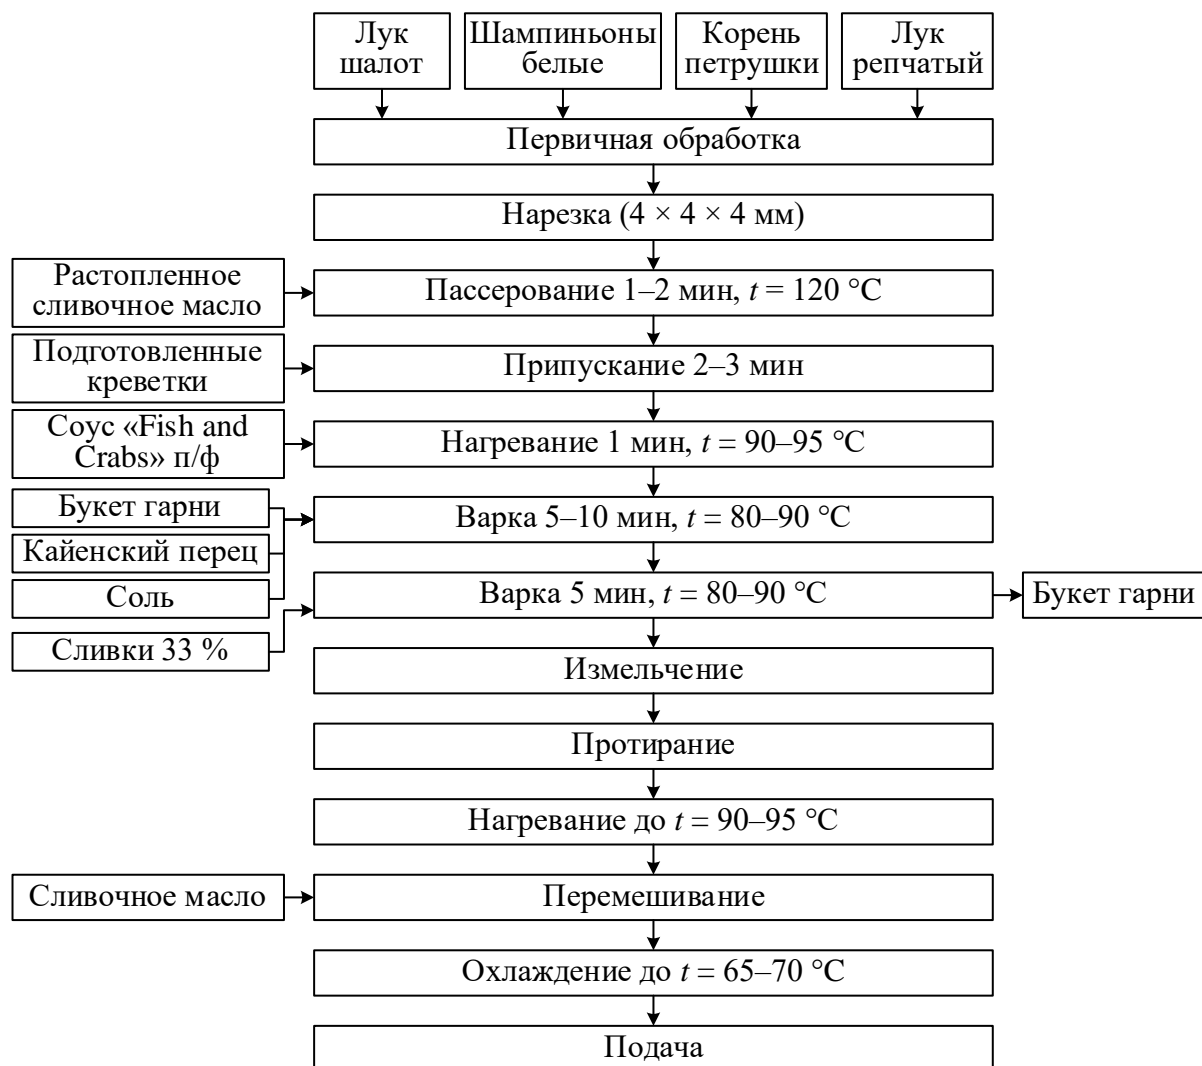 Лук
шалот
Шампиньоны
белые
Корень
петрушки
Лук
репчатый
Первичная обработка
Нарезка (4 × 4 × 4 мм)
Растопленное
сливочное масло
Пассерование 1–2 мин, t = 120 °C
Подготовленные
креветки
Припускание 2–3 мин
Соус «Fish and
Crabs» п/ф
Нагревание 1 мин, t = 90–95 °C
Букет гарни
Кайенский перец
Соль
Варка 5–10 мин, t = 80–90 °C
Сливки 33 %
Варка 5 мин, t = 80–90 °C
Букет гарни
Измельчение
Протирание
Нагревание до t = 90–95 °C
Сливочное масло
Перемешивание
Охлаждение до t = 65–70 °C
Подача